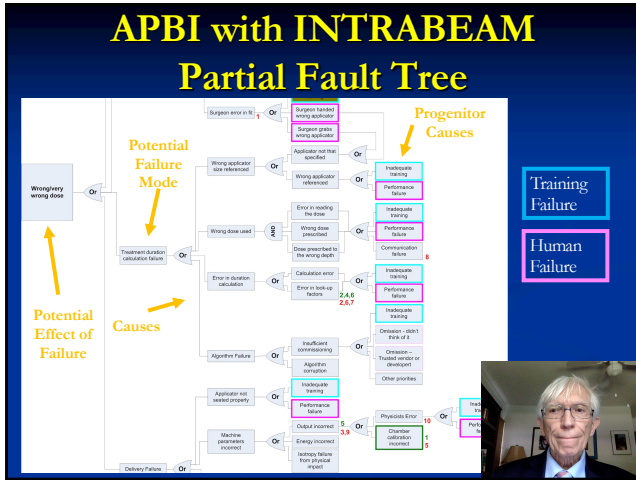 APBI with INTRABEAM
Partial Fault Tree
Surgeon error in fit
1
Or
Surgeon handed
wrong applicator
Surgeon grabs
wrong applicator
Progenitor
Causes
Potential
Failure
Mode
Wrong applicator
size referenced
Or
Applicator not that
specified
Or
Wrong applicator
referenced
Or
Inadequate
training
Performance
failure
Training
Failure
Human
Failure
Wrong/very
wrong dose
Or
Wrong dose used
AND
Error in reading
the dose
Wrong dose
prescribed
Dose prescribed to
the wrong depth
Or
Inadequate
training
Performance
failure
Communication
failure
8
Treatment duration
calculation failure
Or
Error in duration
calculation
Or
Calculation error
Error in look-up
factors
2,4,6
2,6,7
Or
Inadequate
training
Performance
failure
Potential
Effect of
Failure
Causes
Algorithm Failure
Or
Insufficient
commissioning
Algorithm
corruption
Or
Inadequate
training
Omission - didn't
think of it
Omission –
Trusted vendor or
developert
Other priorities
Applicator not
seated properly
Or
Inadequate
training
Performance
failure
Machine
parameters
incorrect
Or
Output incorrect
5
3,9
Energy incorrect
Isotropy failure
from physical
impact
Or
Physicists Error
10
Chamber
calibration
incorrect
1
5
Or
Delivery Failure
Or